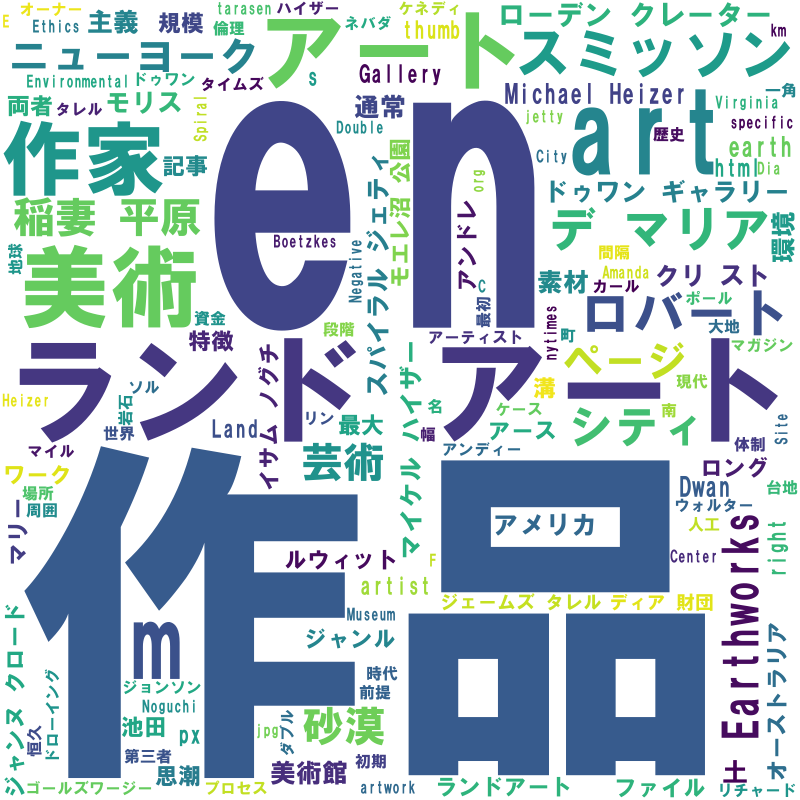 E オーナー
Ethics 主義 規模
tarasen ハイザー
倫理
ネバダ ケネディ
thumb
ローデン クレーター
ニューヨーク
アート
スミッソン
km
Environmental ドゥワン タイムズ
S
Gallery
Michael Heizer
一角
両者 タレル モリス
Spiral
通常
Double
jetty
art
Virginia
歴史
specific
作家
記事
en
City
earth
html Dia
org
ドゥワン ギャラリー
稲妻 平原
Boetzkes
Negative
スパイラル ジェティ
モエレ沼 公園
アンドレ
デ マリア
環境
地球
美術
間隔
Amanda
素材
カール
クリ スト
C
最初
ロバート
ポール
大地
資金
特徴
段階
アーティスト
nytimes
町
マガジン
ランド アート
ページ
現代
溝
Heizer
ソル
岩石
世界
Land
リン
最大
イサム ノグチ
マイケル ハイザー
名
幅
ケース
アース
南
シティ
Site
体制
マイル
芸術
アンディー
ワーク
ロング
場所
周囲
Dwan
台地
ウォルター
作品
アメリカ
人工
マリー
ルウィット
F
Center
Earthworks
right
artist
ジェームズ タレル ディア 財団
m
Museum
ジャンル
ジャンヌ クロード
恒久
ドローイング
ジョンソン
時代
前提
Noguchi
オーストラリア
池田 px
jpg
ダブル
砂漠
第三者
思潮
美術館
初期
ゴールズワージー
プロセス
artwork
ランドアート
ファイル
リチャード